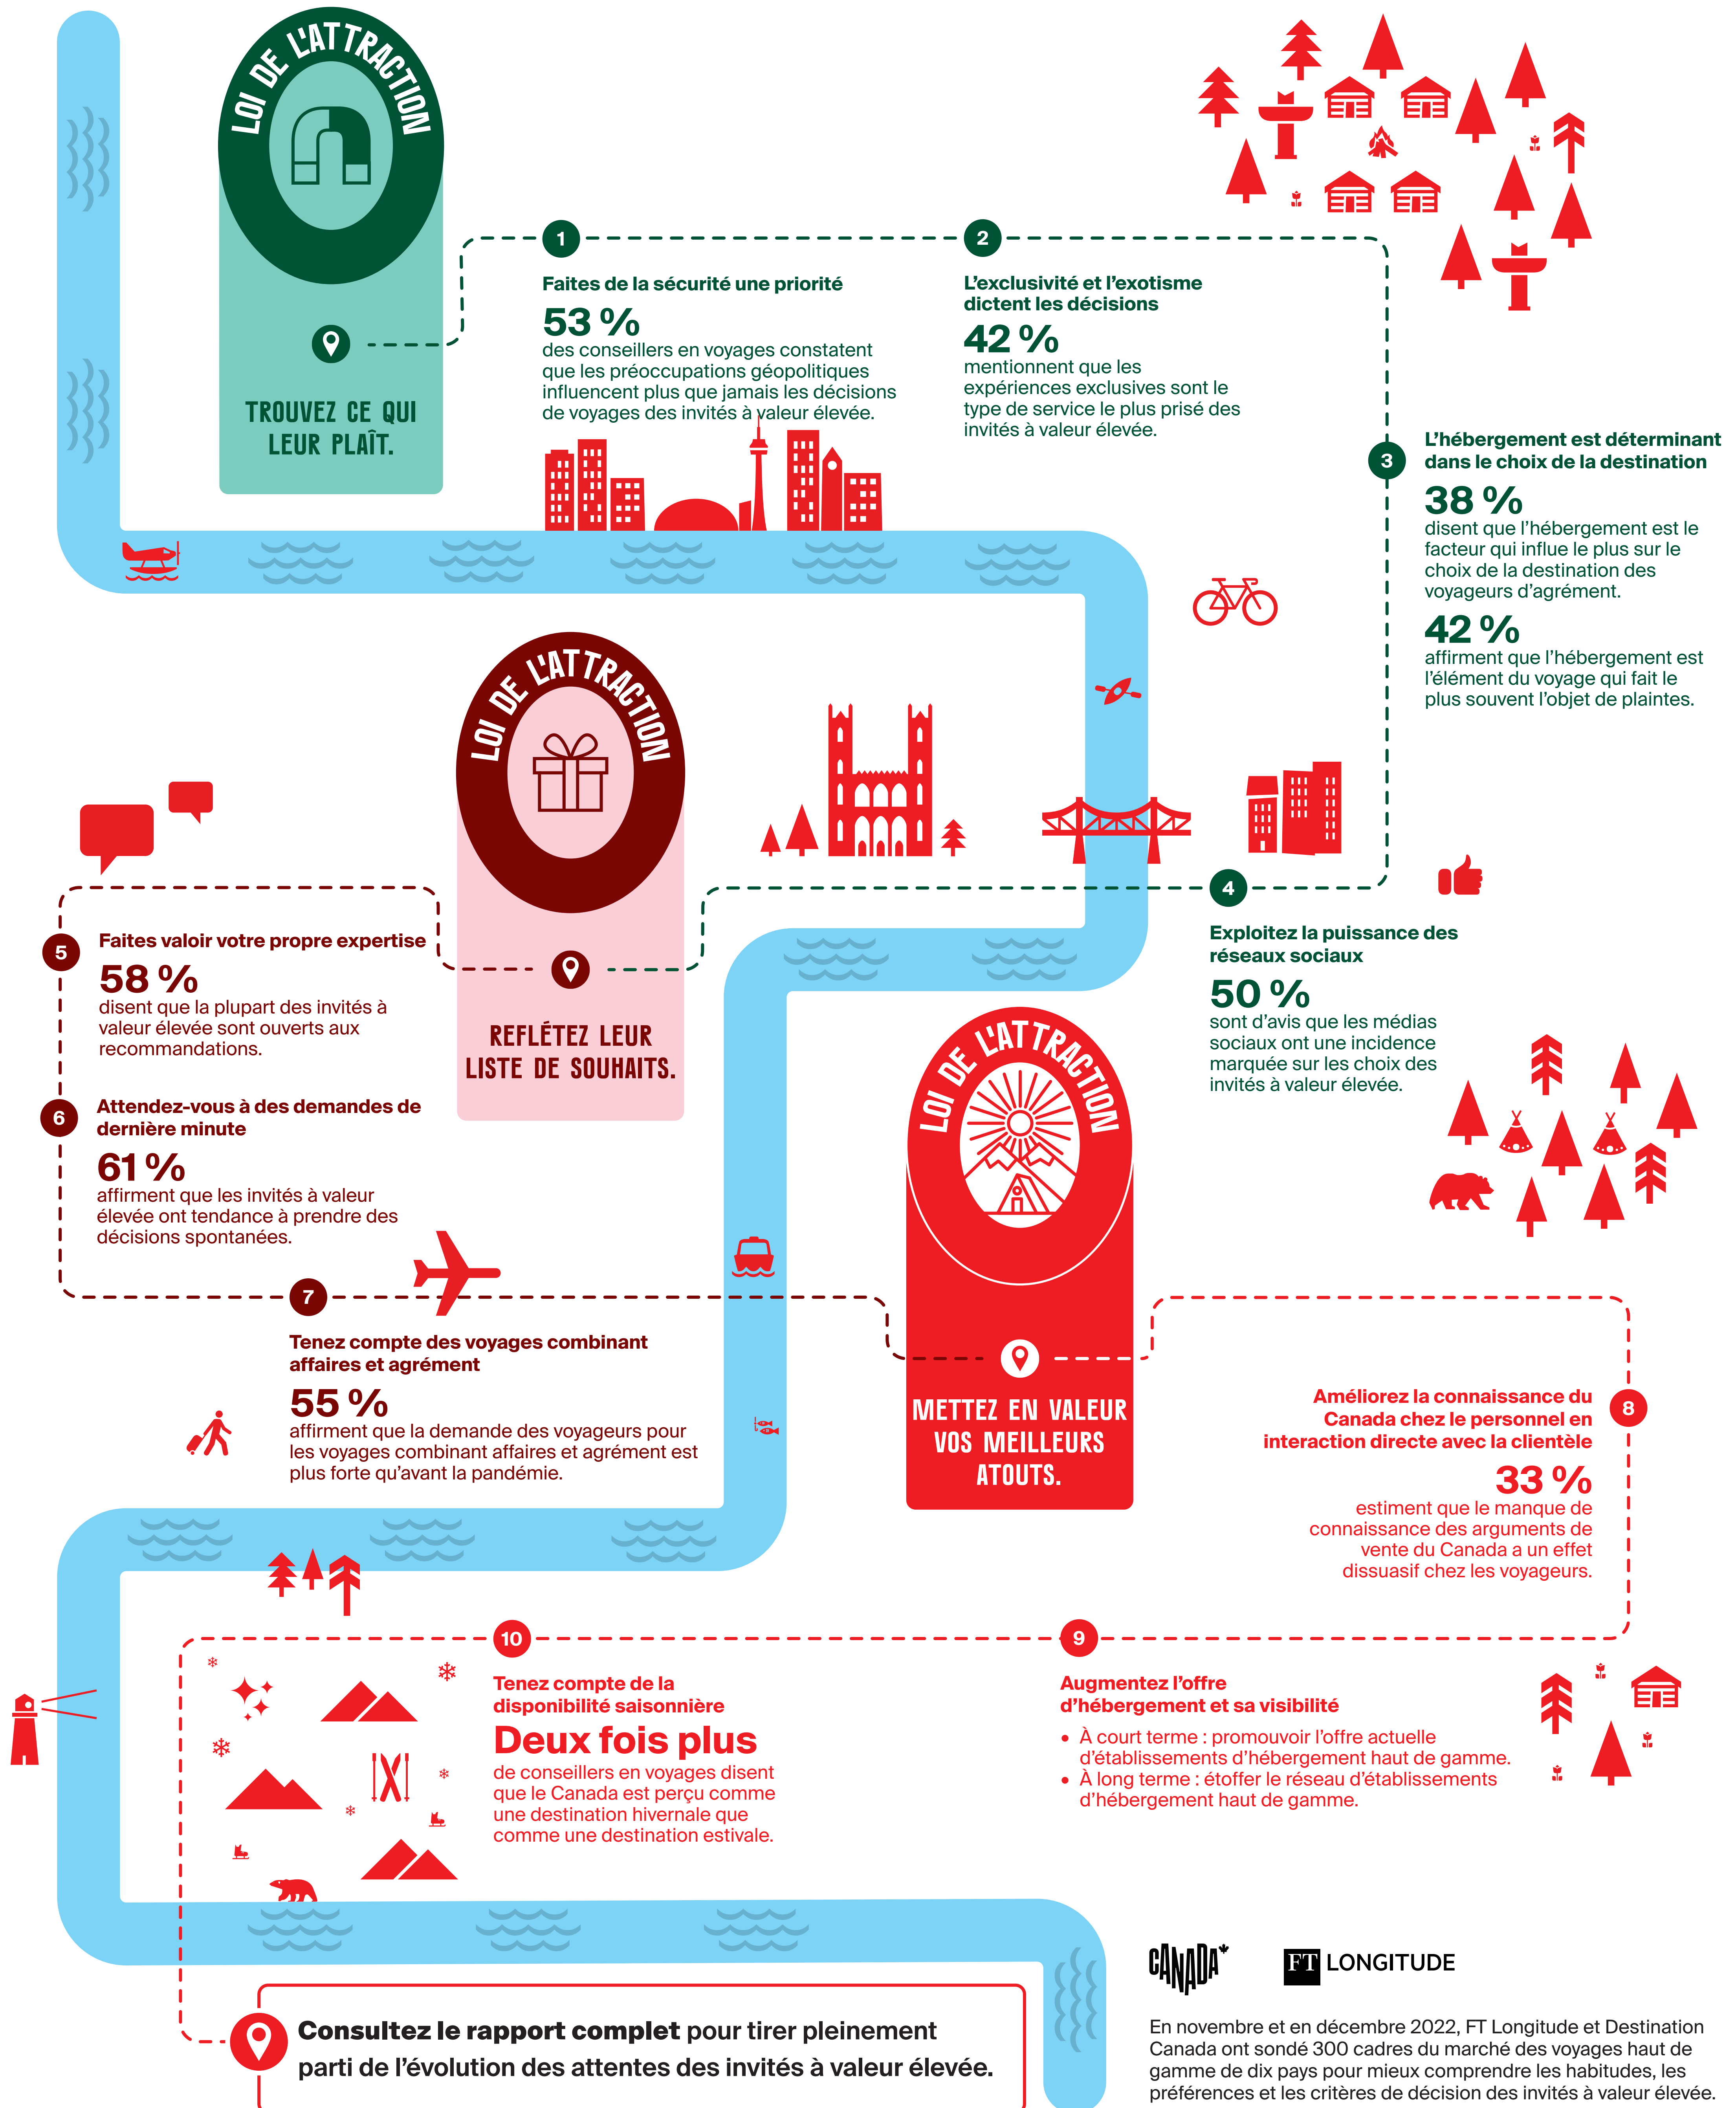 LOI DE L'ATTRACTION
TROUVEZ CE QUI
LEUR PLAÎT.
1
Faites de la sécurité une priorité
53 %
des conseillers en voyages constatent
que les préoccupations géopolitiques
influencent plus que jamais les décisions
de voyages des invités à valeur élevée.
2
L'exclusivité et l'exotisme
dictent les décisions
42 %
mentionnent que les
expériences exclusives sont le
type de service le plus prisé des
invités à valeur élevée.
3
L'hébergement est déterminant
dans le choix de la destination
38 %
disent que l'hébergement est le
facteur qui influe le plus sur le
choix de la destination des
voyageurs d'agrément.
42 %
affirment que l'hébergement est
l'élément du voyage qui fait le
plus souvent l'objet de plaintes.
4
Exploitez la puissance des
réseaux sociaux
50 %
sont d'avis que les médias
sociaux ont une incidence
marquée sur les choix des
invités à valeur élevée.
LOI DE L'ATTRACTION
REFLÉTEZ LEUR
LISTE DE SOUHAITS.
5
Faites valoir votre propre expertise
58 %
disent que la plupart des invités à
valeur élevée sont ouverts aux
recommandations.
6
Attendez-vous à des demandes de
dernière minute
61 %
affirment que les invités à valeur
élevée ont tendance à prendre des
décisions spontanées.
7
Tenez compte des voyages combinant
affaires et agrément
55 %
affirment que la demande des voyageurs pour
les voyages combinant affaires et agrément est
plus forte qu'avant la pandémie.
LOI DE L'ATTRACTION
METTEZ EN VALEUR
VOS MEILLEURS
ATOUTS.
8
Améliorez la connaissance du
Canada chez le personnel en
interaction directe avec la clientèle
33 %
estiment que le manque de
connaissance des arguments de
vente du Canada a un effet
dissuasif chez les voyageurs.
9
Augmentez l'offre
d'hébergement et sa visibilité
• À court terme : promouvoir l'offre actuelle
d'établissements d'hébergement haut de gamme.
• À long terme : étoffer le réseau d'établissements
d'hébergement haut de gamme.
10
Tenez compte de la
disponibilité saisonnière
Deux fois plus
de conseillers en voyages disent
que le Canada est perçu comme
une destination hivernale que
comme une destination estivale.
Consultez le rapport complet pour tirer pleinement
parti de l'évolution des attentes des invités à valeur élevée.
CANADA
FT LONGITUDE
En novembre et en décembre 2022, FT Longitude et Destination
Canada ont sondé 300 cadres du marché des voyages haut de
gamme de dix pays pour mieux comprendre les habitudes, les
préférences et les critères de décision des invités à valeur élevée.